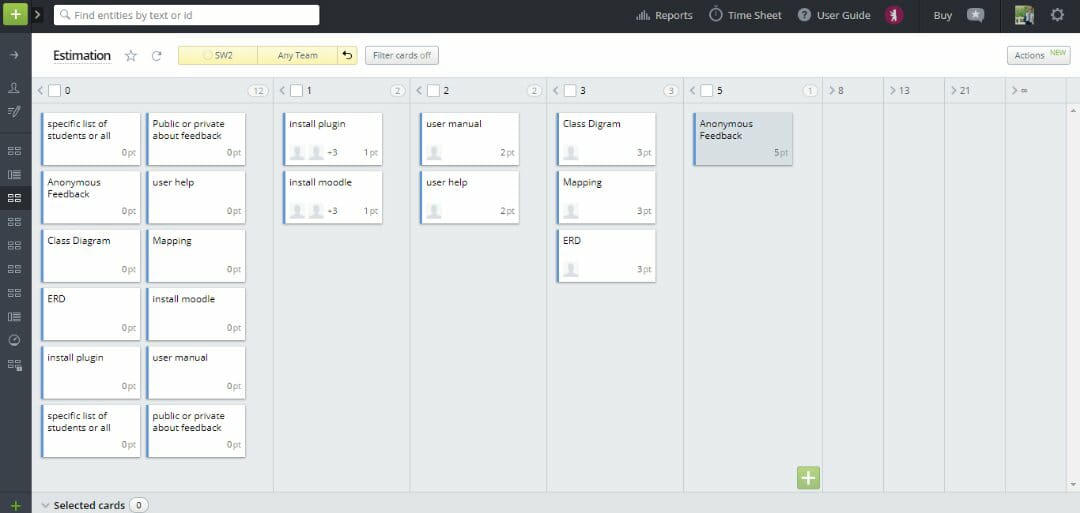 + > Find entities by text or id
Reports Time Sheet ? User Guide Buy
Estimation SW2 Any Team Filter cards off Actions NEW
< 0 12
< 1 2
< 2 2
< 3 3
< 5 1
> 8
> 13
> 21
> ∞
specific list of
students or all
0pt
Public or private
about feedback
0pt
Anonymous
Feedback
0pt
user help
0pt
Class Diagram
0pt
Mapping
0pt
ERD
0pt
install moodle
0pt
install plugin
0pt
user manual
0pt
specific list of
students or all
0pt
public or private
about feedback
0pt
install plugin
+3 1pt
install moodle
+3 1pt
user manual
2pt
user help
2pt
Class Digram
3pt
Mapping
3pt
ERD
3pt
Anonymous
Feedback
5pt
+
+ Selected cards 0